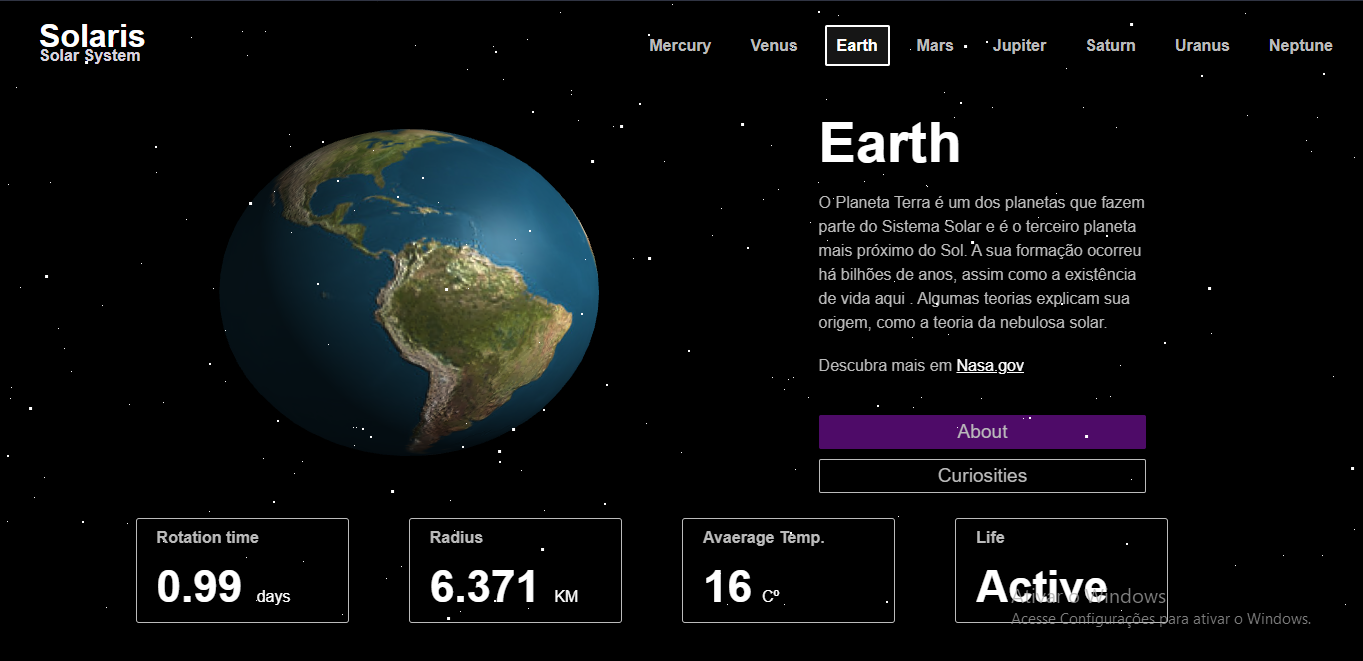 Solaris
Solar System
Mercury Venus Earth Mars Jupiter Saturn Uranus Neptune
Earth
O Planeta Terra é um dos planetas que fazem
parte do Sistema Solar e é o terceiro planeta
mais próximo do Sol. A sua formação ocorreu
há bilhões de anos, assim como a existência
de vida aqui . Algumas teorias explicam sua
origem, como a teoria da nebulosa solar.
Descubra mais em Nasa.gov
About
Curiosities
Rotation time
0.99 days
Radius
6.371 KM
Avaerage Temp.
16 Cº
Life
Active
Ativar o Windows
Acesse Configurações para ativar o Windows.